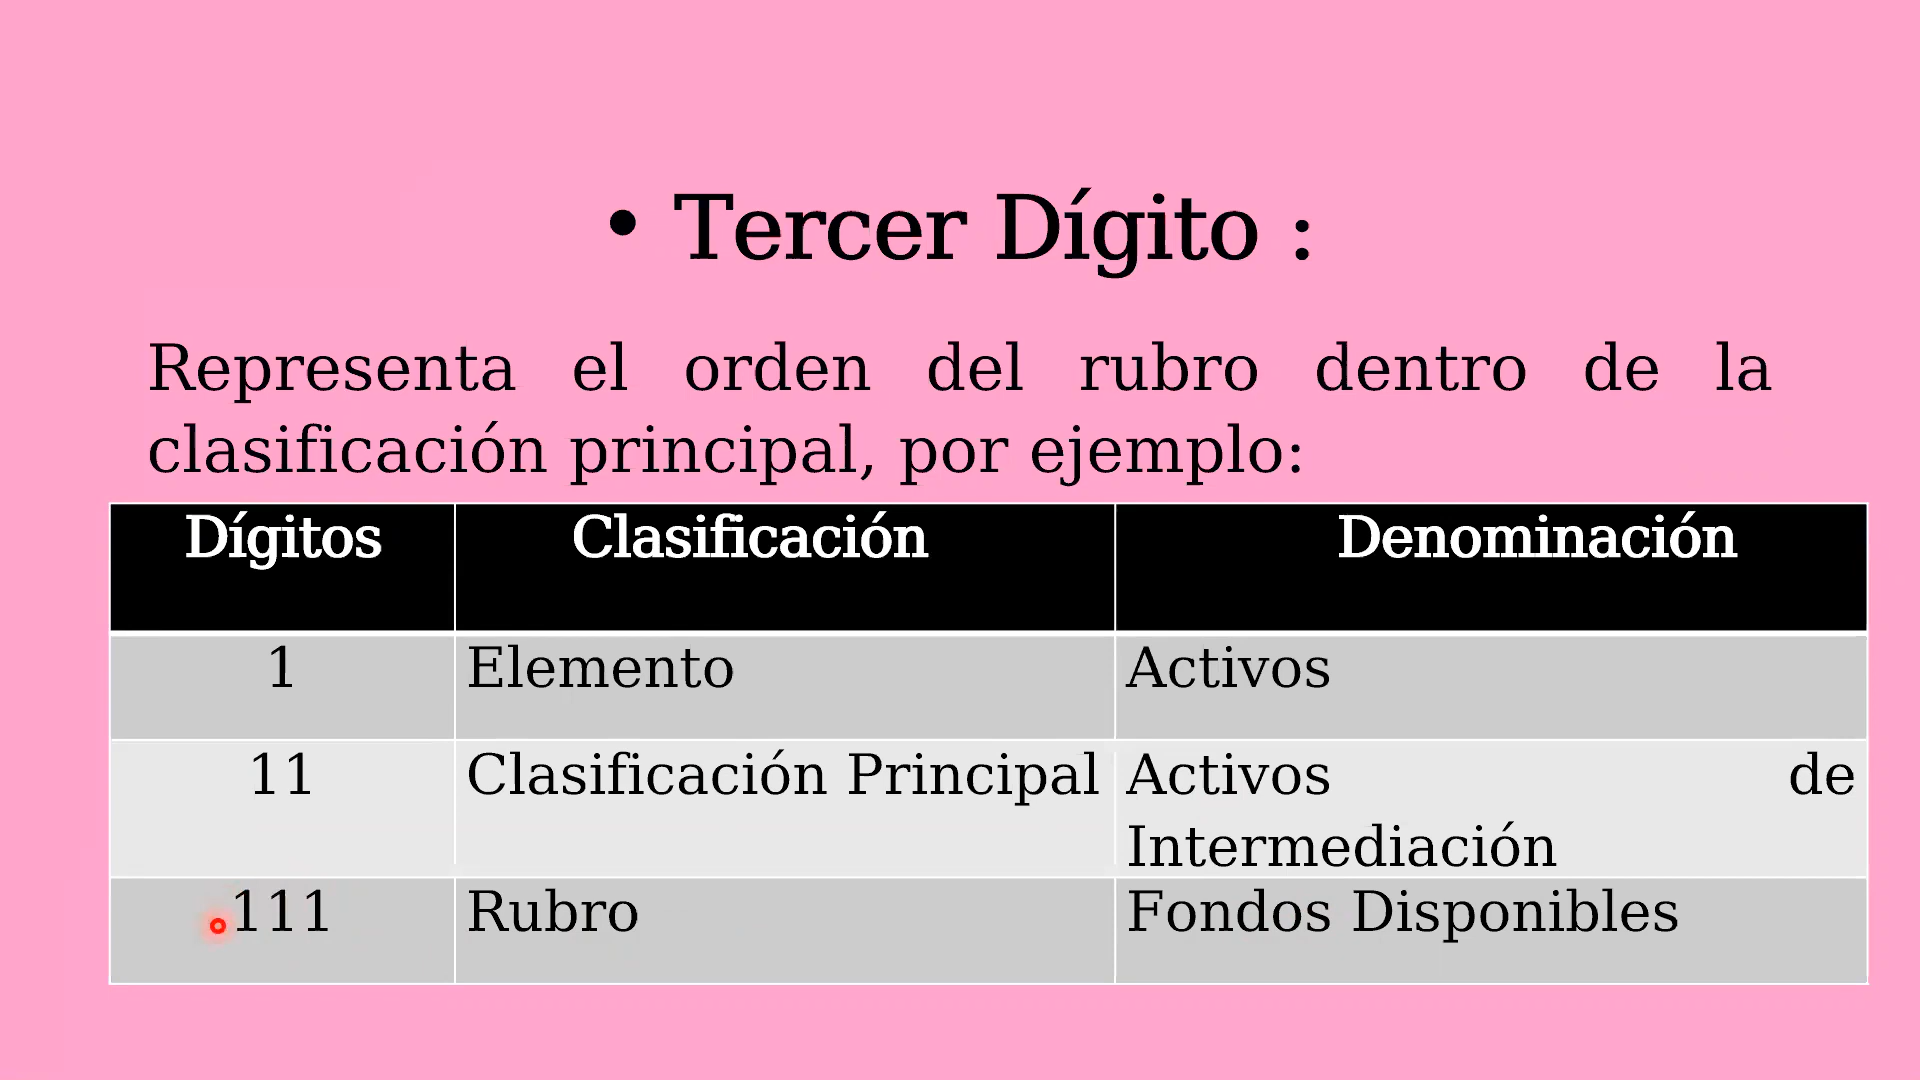 • Tercer Dígito :
Representa el orden del rubro dentro de la
clasificación principal, por ejemplo:
Dígitos Clasificación Denominación
1 Elemento Activos
11 Clasificación Principal Activos de
Intermediación
111 Rubro Fondos Disponibles